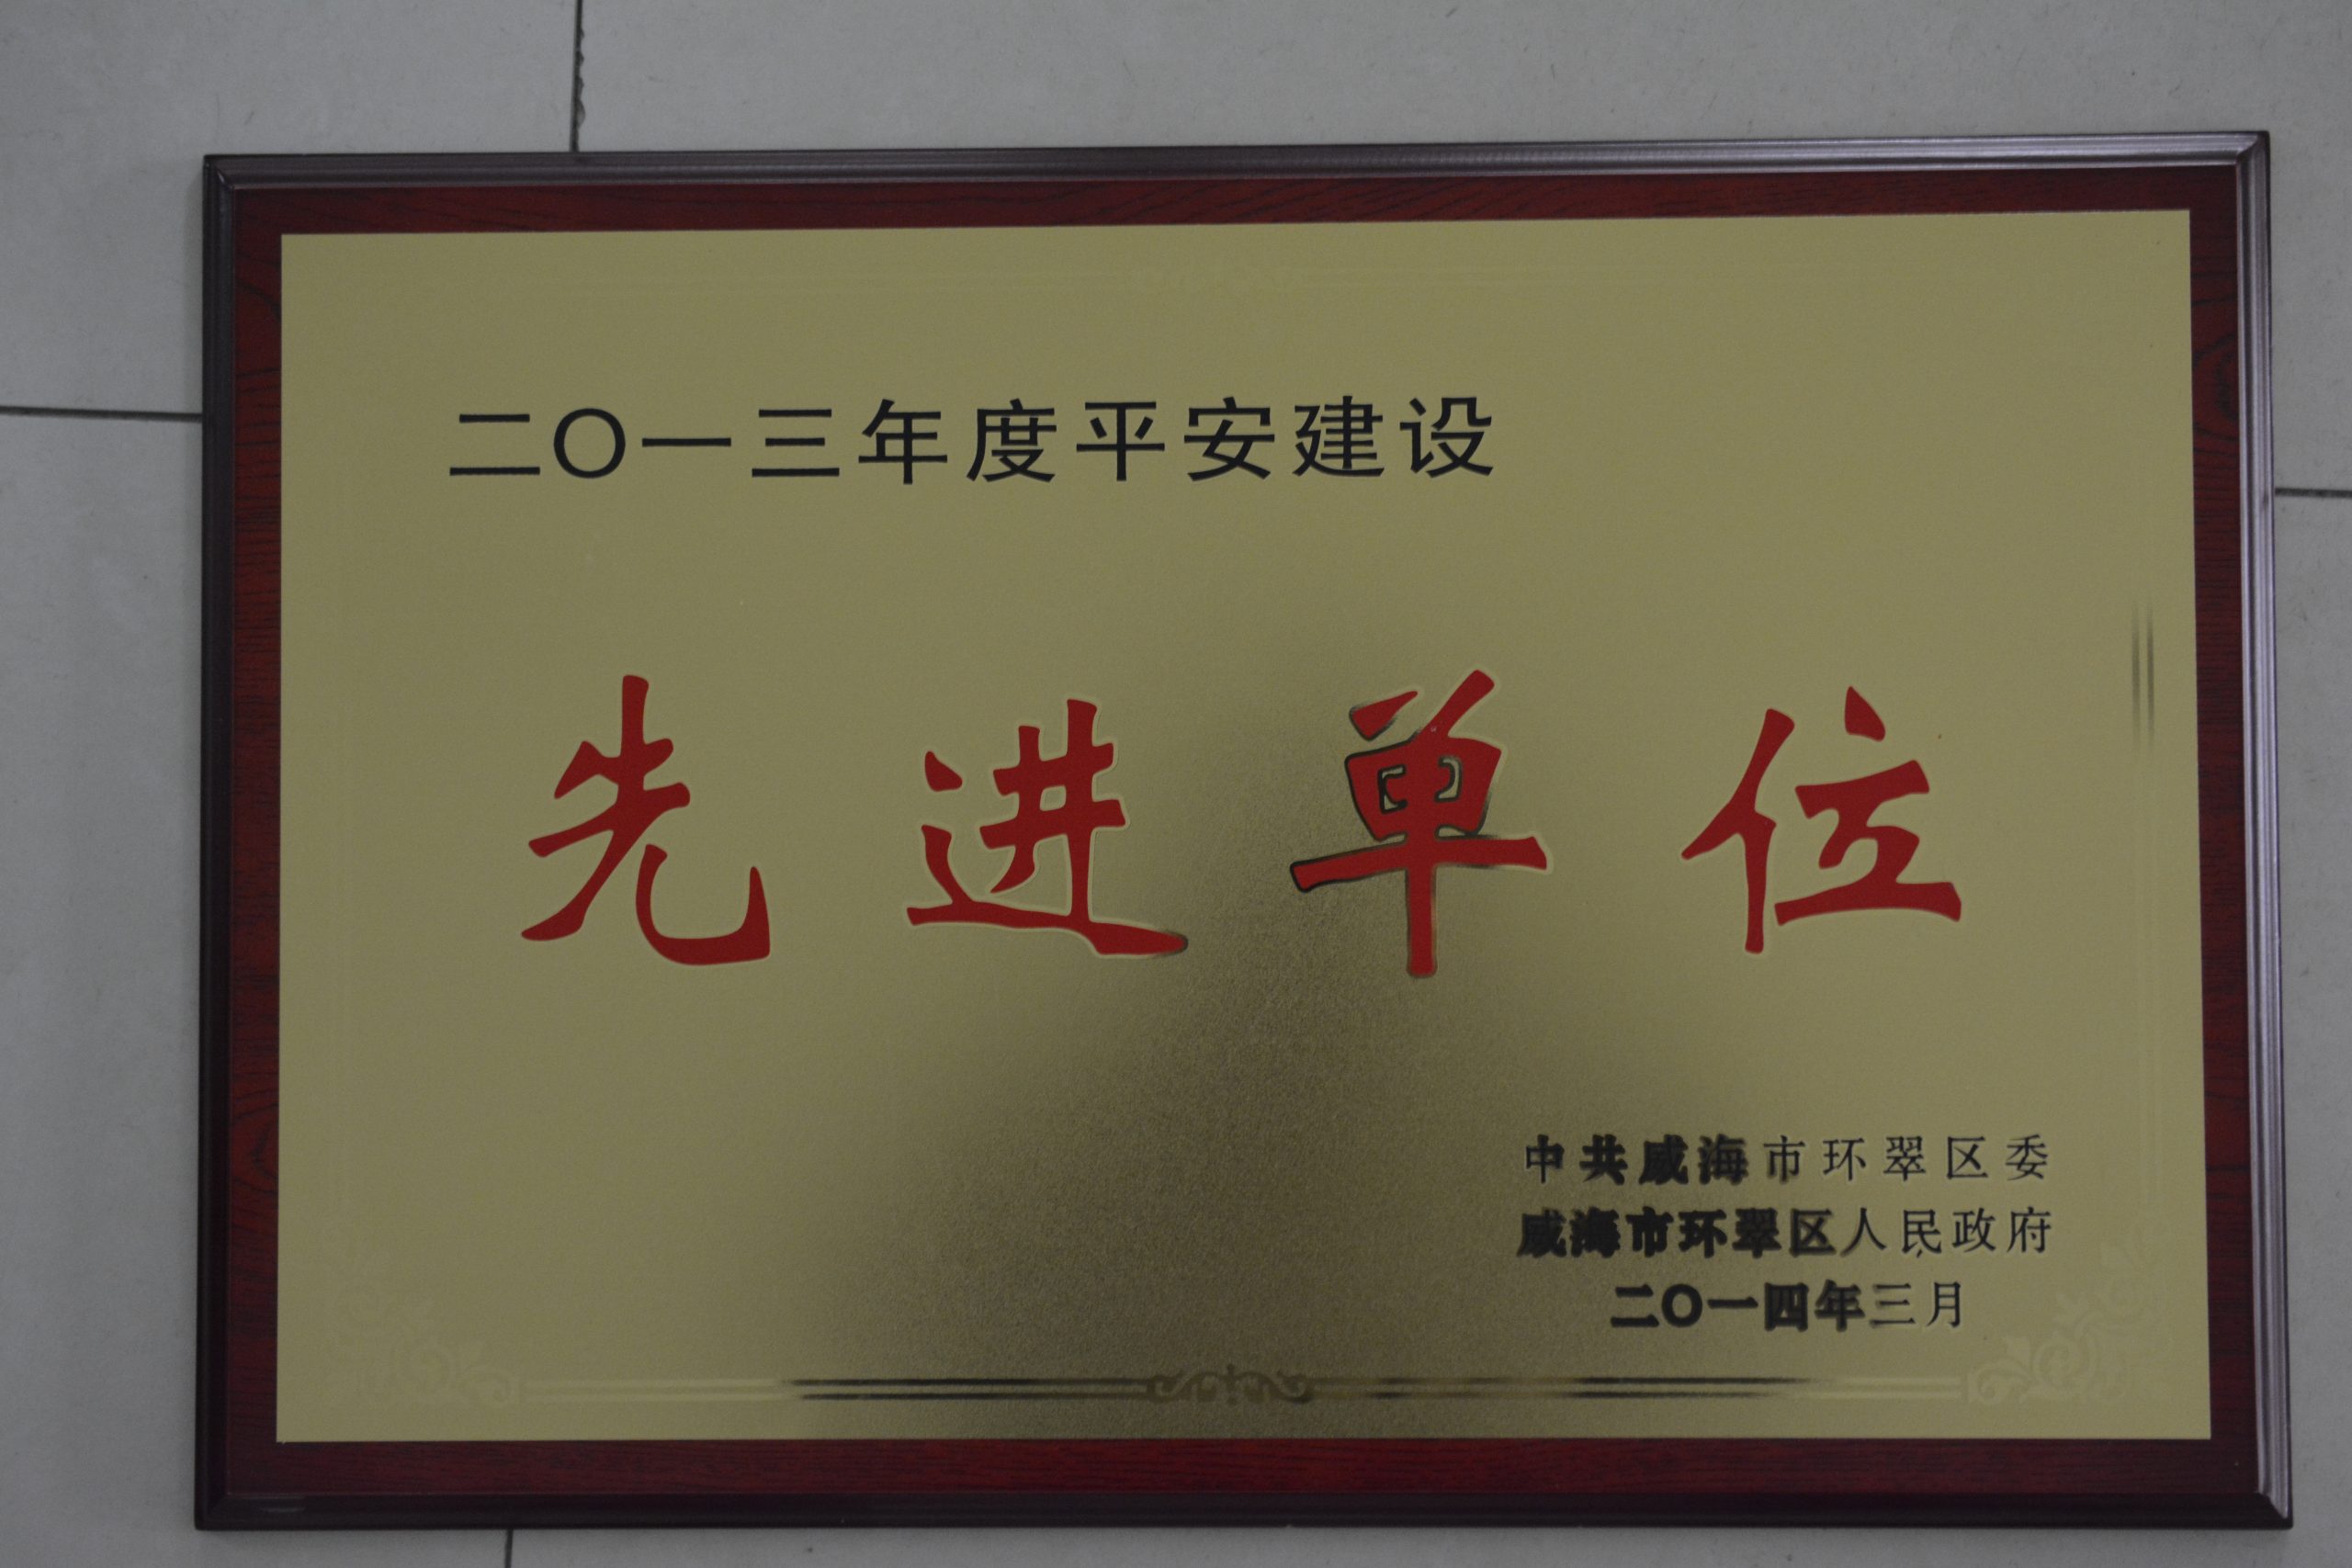 二〇一三年度平安建设
先进单位
中共威海市环翠区委
威海市环翠区人民政府
二〇一四年三月